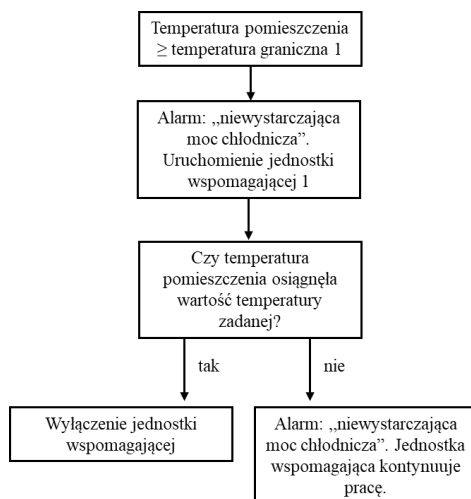 Temperatura pomieszczenia
≥ temperatura graniczna 1
Alarm: ,,niewystarczająca
moc chłodnicza”.
Uruchomienie jednostki
wspomagającej 1
Czy temperatura
pomieszczenia osiągnęła
wartość temperatury
zadanej?
tak
nie
Wyłączenie jednostki
wspomagającej
Alarm: ,,niewystarczająca
moc chłodnicza”. Jednostka
wspomagająca kontynuuje
pracę.